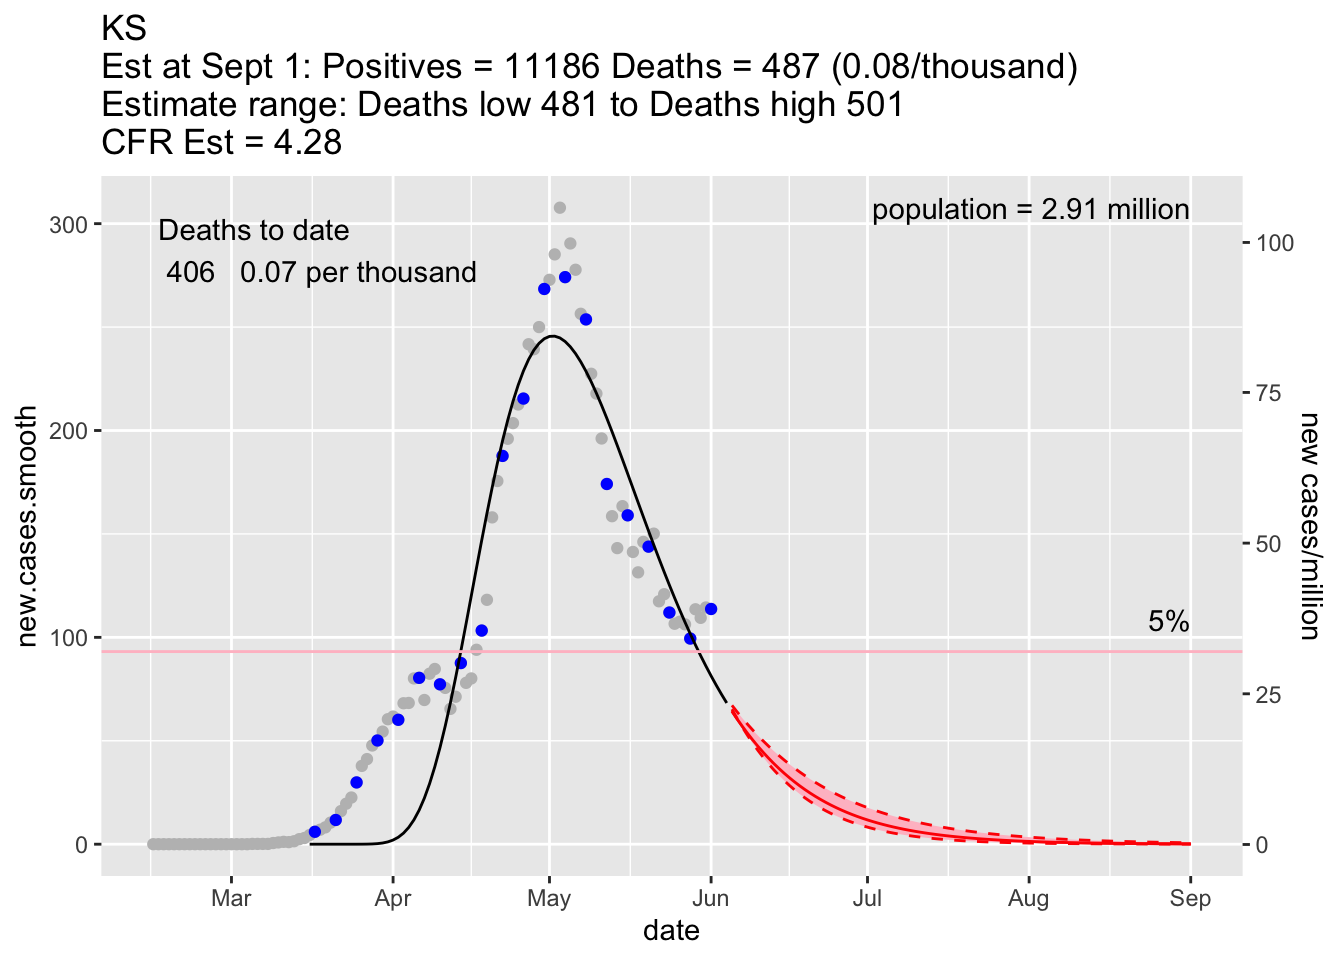 KS
Est at Sept 1: Positives = 11186 Deaths = 487 (0.08/thousand)
Estimate range: Deaths low 481 to Deaths high 501
CFR Est = 4.28
Deaths to date
406 0.07 per thousand
population = 2.91 million
5%
new.cases.smooth
300
200
100
0
new cases/million
100
75
50
25
0
Mar Apr May Jun Jul Aug Sep
date